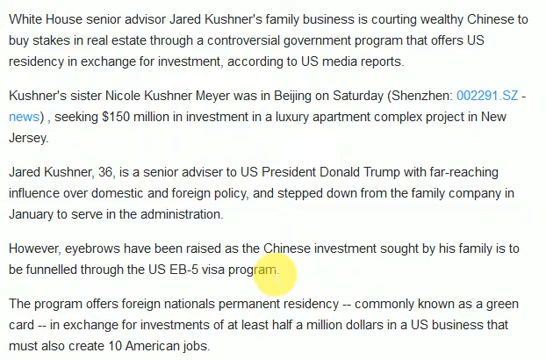 White House senior advisor Jared Kushner's family business is courting wealthy Chinese to
buy stakes in real estate through a controversial government program that offers US
residency in exchange for investment, according to US media reports.
Kushner's sister Nicole Kushner Meyer was in Beijing on Saturday (Shenzhen: 002291.SZ -
news) , seeking $150 million in investment in a luxury apartment complex project in New
Jersey.
Jared Kushner, 36, is a senior adviser to US President Donald Trump with far-reaching
influence over domestic and foreign policy, and stepped down from the family company in
January to serve in the administration.
However, eyebrows have been raised as the Chinese investment sought by his family is to
be funnelled through the US EB-5 visa program.
The program offers foreign nationals permanent residency -- commonly known as a green
card -- in exchange for investments of at least half a million dollars in a US business that
must also create 10 American jobs.